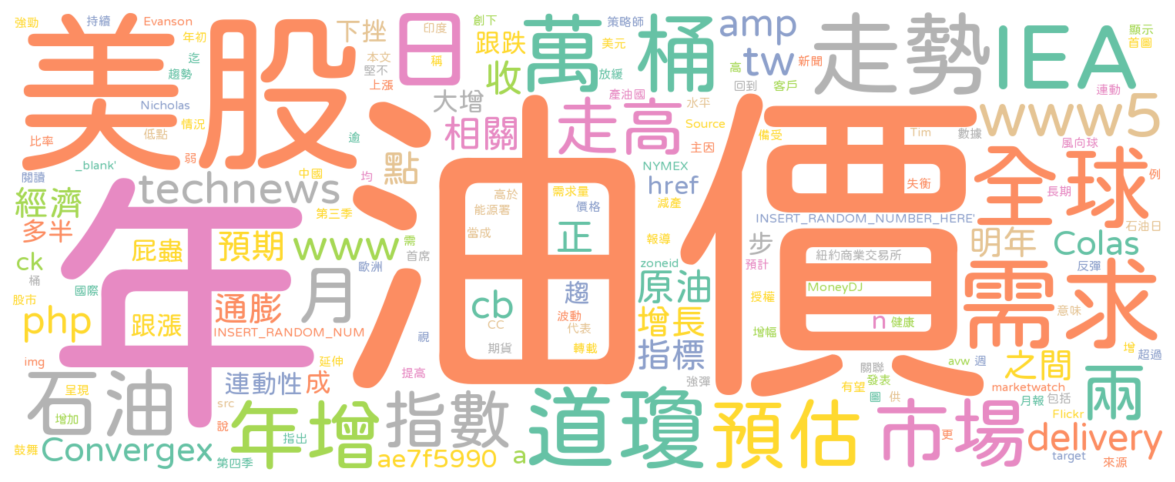 美股
油價
年
日
萬桶
走勢
IEA
www5
全球
需求
道瓊
預估
市場
delivery
兩
之間
明年
Colas
amp
tw
收
跟跌
下挫
大增
相關
走高
點
technews
經濟
多半
ck
屁蟲
預期
www
月
php
跟漲
通膨
INSERT_RANDOM_NUM
石油
連動性
成
年增
指數
Convergex
ae7f5990
a
cb
正
趨
原油
增長
指標
href
步
n
INSERT_RANDOM_NUMBER_HERE'
紐約商業交易所
MoneyDJ
健康
強勁
持續
Evanson
年初
迄
趨勢
Nicholas
低點
情況
比率
弱
_blank'
閱讀
逾
均
中國
第三季
本文
堅不
上漲
印度
稱
創下
策略師
美元
放緩
產油國
水平
Source
主因
NYMEX
減產
高
回到
新聞
客戶
備受
Tim
數據
失衡
顯示
首圖
連動
風向球
長期
例
石油日
反彈
意味
增
超過
高於
需求量
能源署
價格
當成
報導
zoneid
預計
授權
增幅
波動
代表
CC
期貨
轉載
需
首席
歐洲
視
提高
延伸
桶
國際
股市
img
呈現
增加
src
說
指出
第四季
鼓舞
強彈
關聯
avw
週
有望
發表
圖
供
marketwatch
月報
包括
Flickr
更
target
來源